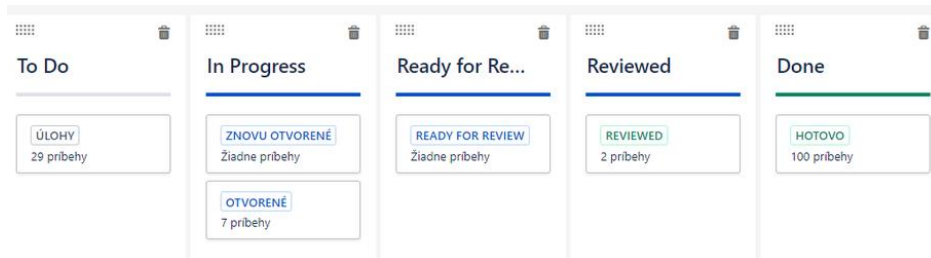 To Do
ÚLOHY
29 príbehy
In Progress
ZNOVU OTVORENÉ
Žiadne príbehy
OTVORENÉ
7 príbehy
Ready for Re...
READY FOR REVIEW
Žiadne príbehy
Reviewed
REVIEWED
2 príbehy
Done
HOTOVO
100 príbehy